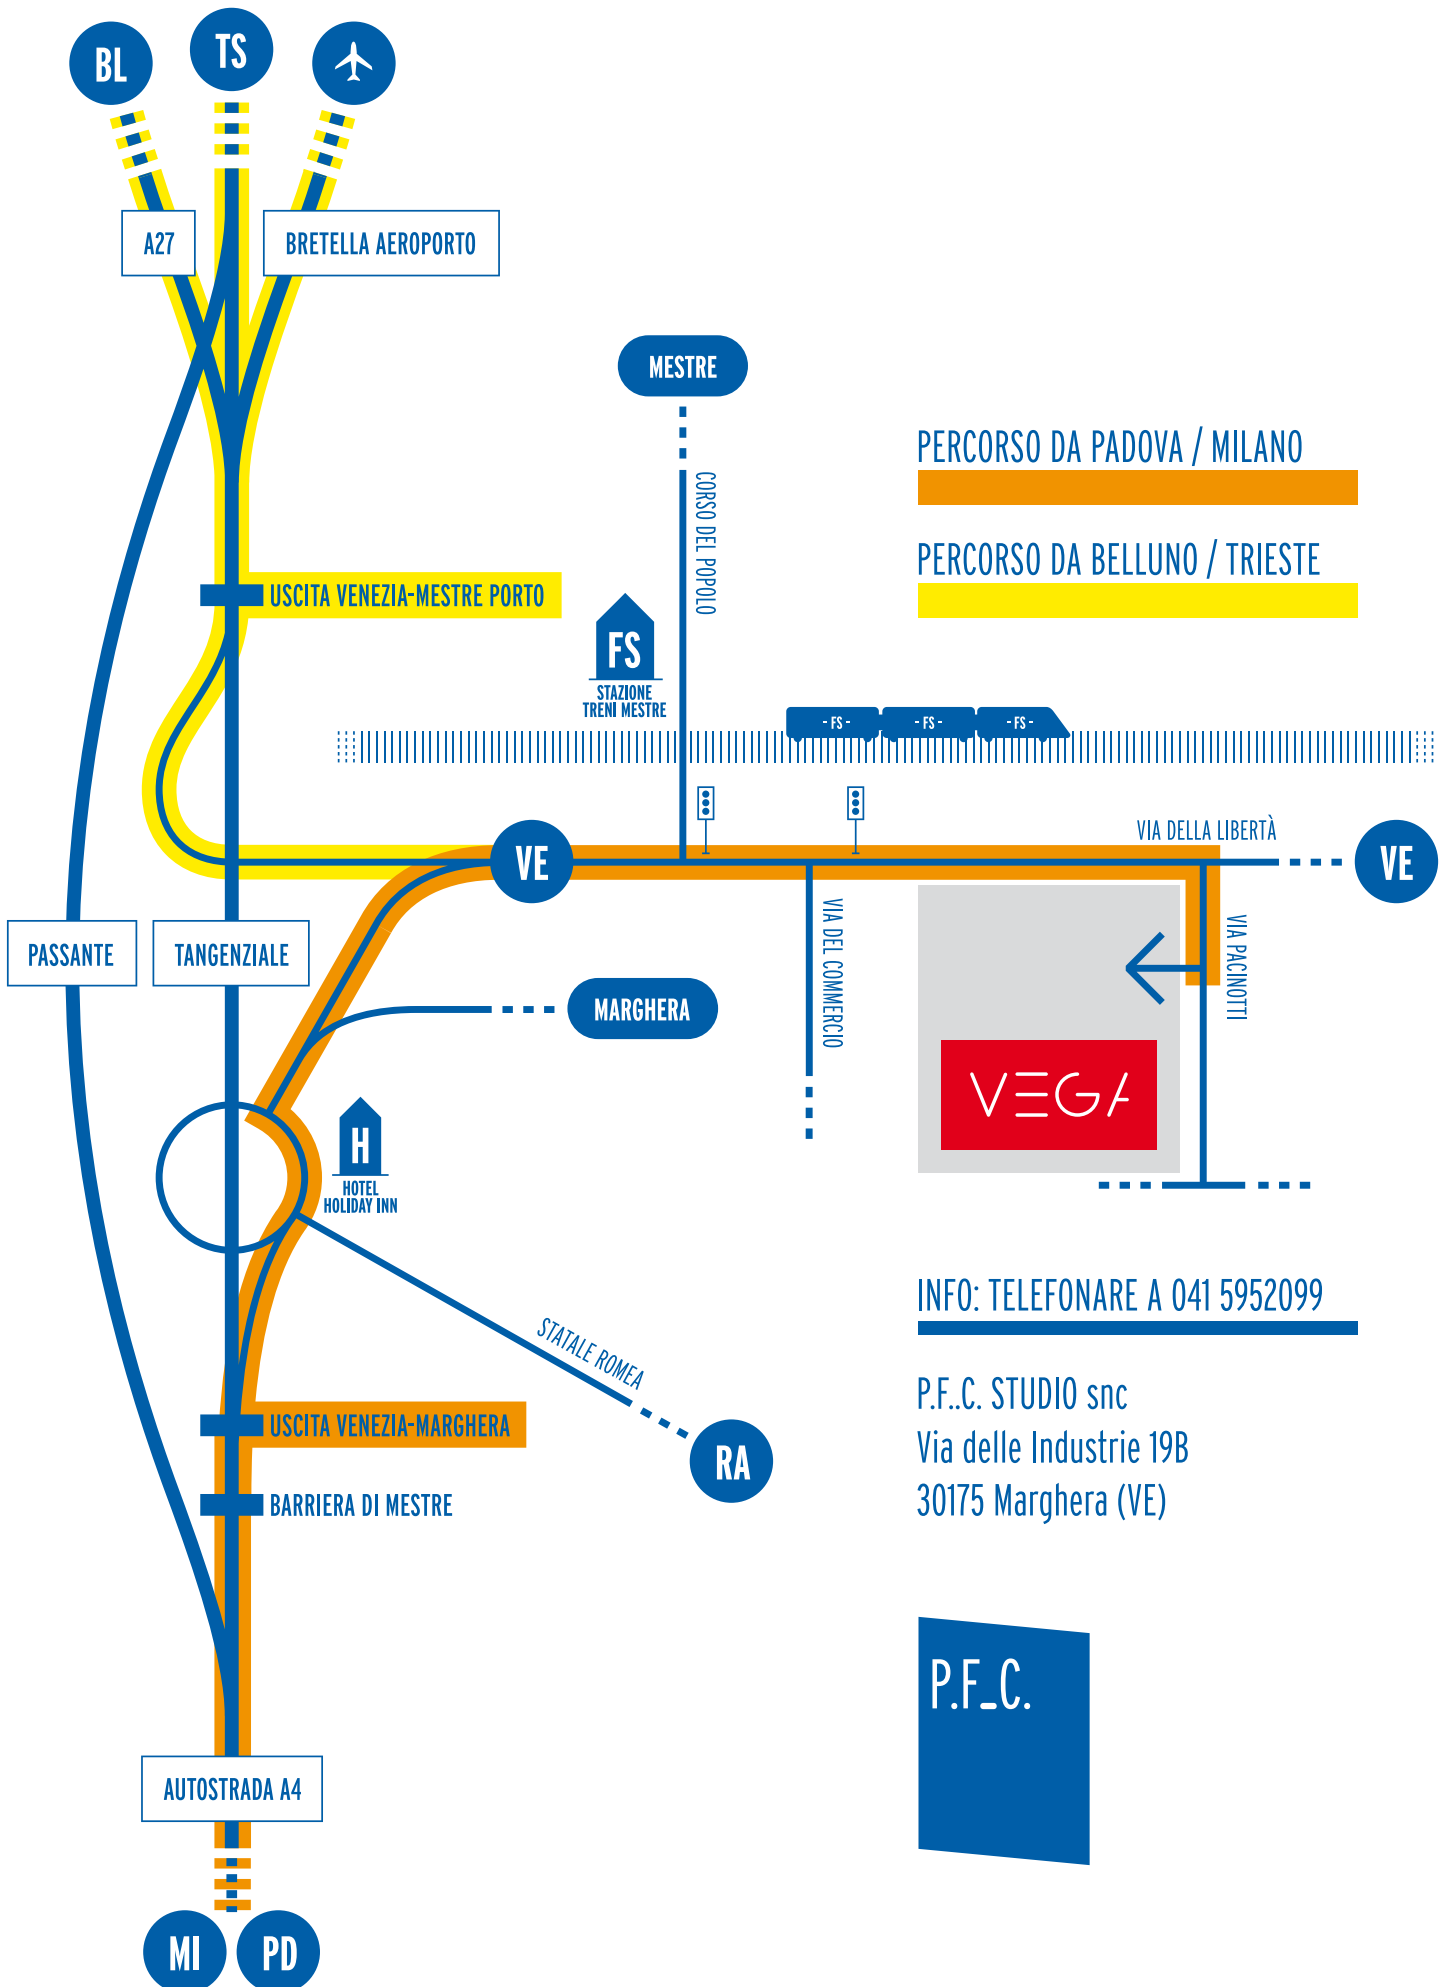 BL
TS
A27
BRETELLA AEROPORTO
MESTRE
PERCORSO DA PADOVA / MILANO
CORSO DEL POPOLO
PERCORSO DA BELLUNO / TRIESTE
USCITA VENEZIA-MESTRE PORTO
FS
STAZIONE
TRENI MESTRE
- FS -
- FS -
- FS -
VIA DELLA LIBERTÀ
VE
VE
VIA DEL COMMERCIO
VIA PACINOTTI
PASSANTE
TANGENZIALE
MARGHERA
VEGA
H
HOTEL
HOLIDAY INN
INFO: TELEFONARE A 041 5952099
STATALE ROMEA
P.F..C. STUDIO snc
Via delle Industrie 19B
30175 Marghera (VE)
USCITA VENEZIA-MARGHERA
RA
BARRIERA DI MESTRE
P.F_C.
AUTOSTRADA A4
MI
PD